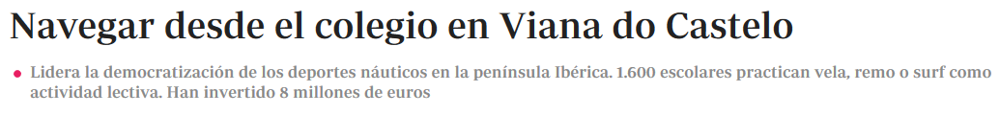 Navegar desde el colegio en Viana do Castelo
Lidera la democratización de los deportes náuticos en la península Ibérica. 1.600 escolares practican vela, remo o surf como
actividad lectiva. Han invertido 8 millones de euros